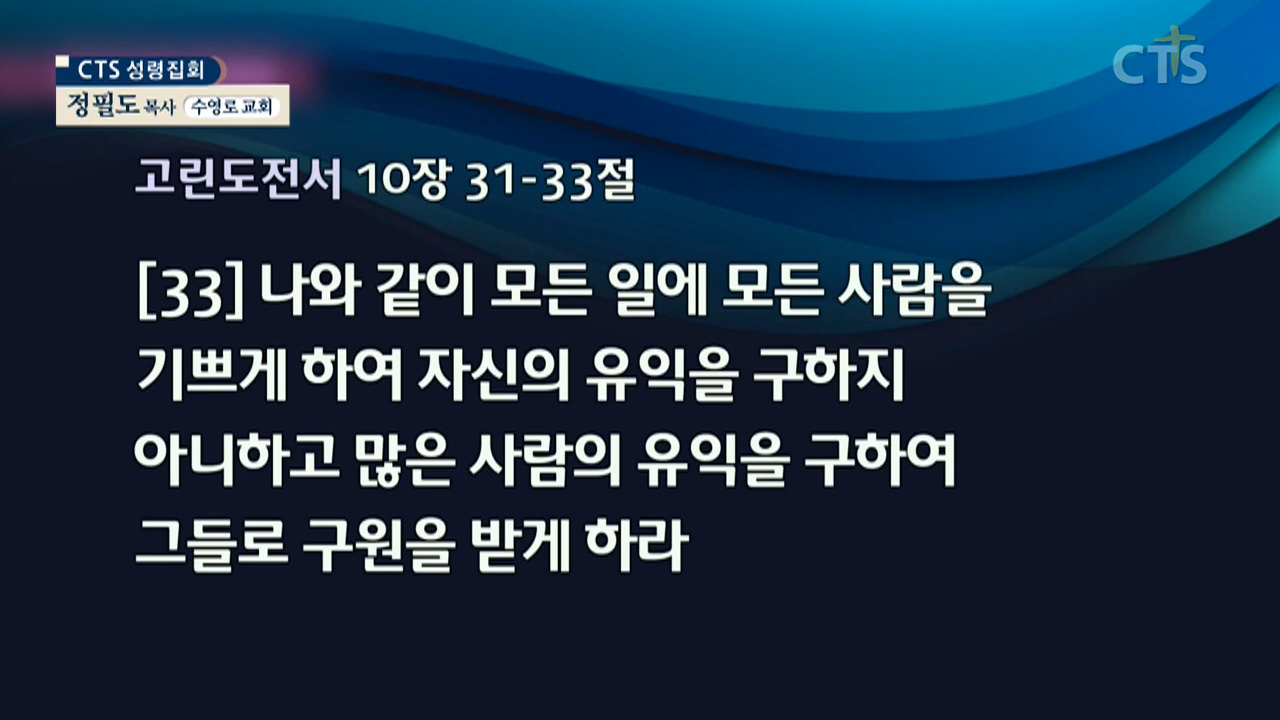 CTS 성령집회
정필도 목사 수영로교회
CTS
고린도전서 10장 31-33절
[33] 나와 같이 모든 일에 모든 사람을
기쁘게 하여 자신의 유익을 구하지
아니하고 많은 사람의 유익을 구하여
그들로 구원을 받게 하라